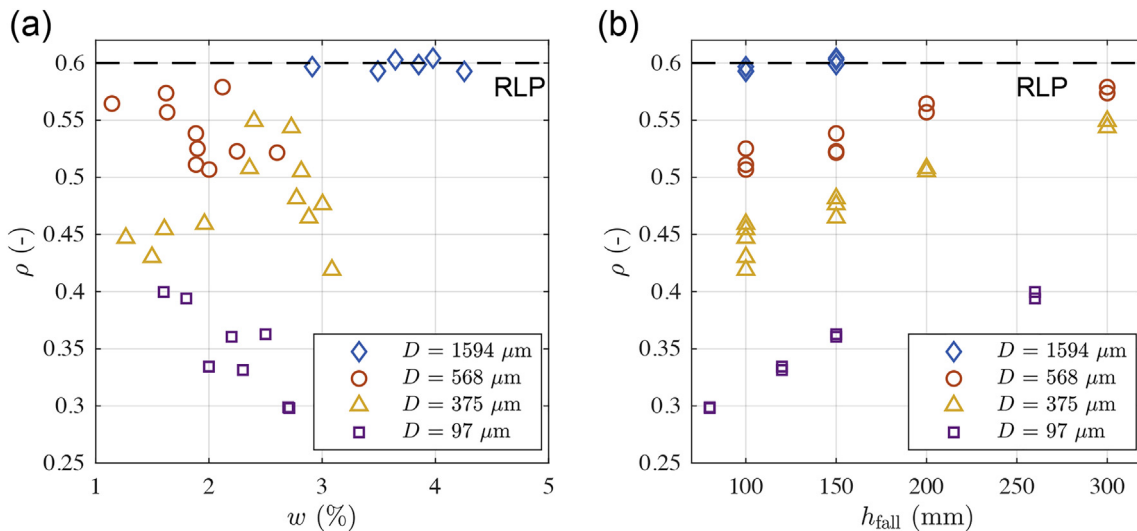 (a)
0.6
0.55
0.5
0.45
0.4
0.35
0.3
0.25
ρ (-)
RLP
D = 1594 μm
D = 568 μm
D = 375 μm
D = 97 μm
1 2 3 4 5
w (%)
(b)
0.6
0.55
0.5
0.45
0.4
0.35
0.3
0.25
ρ (-)
RLP
D = 1594 μm
D = 568 μm
D = 375 μm
D = 97 μm
100 150 200 250 300
h_fall (mm)